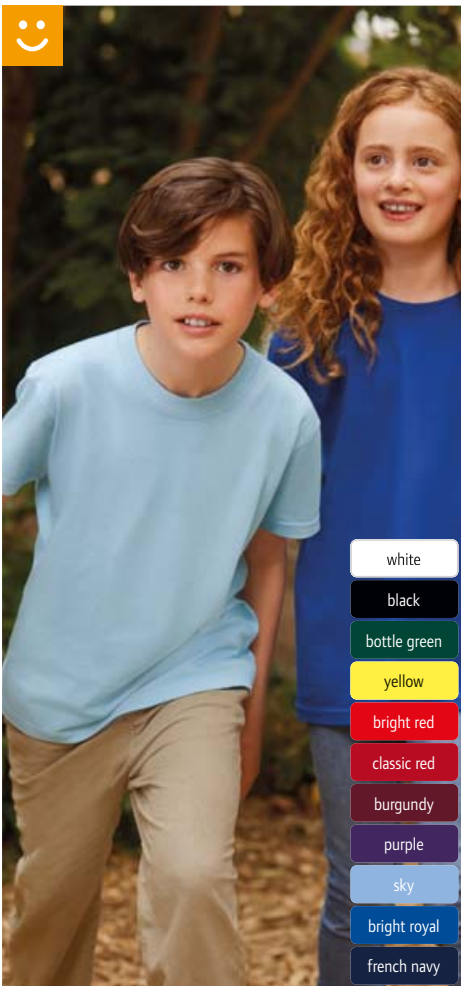 white
black
bottle green
yellow
bright red
classic red
burgundy
purple
sky
bright royal
french navy